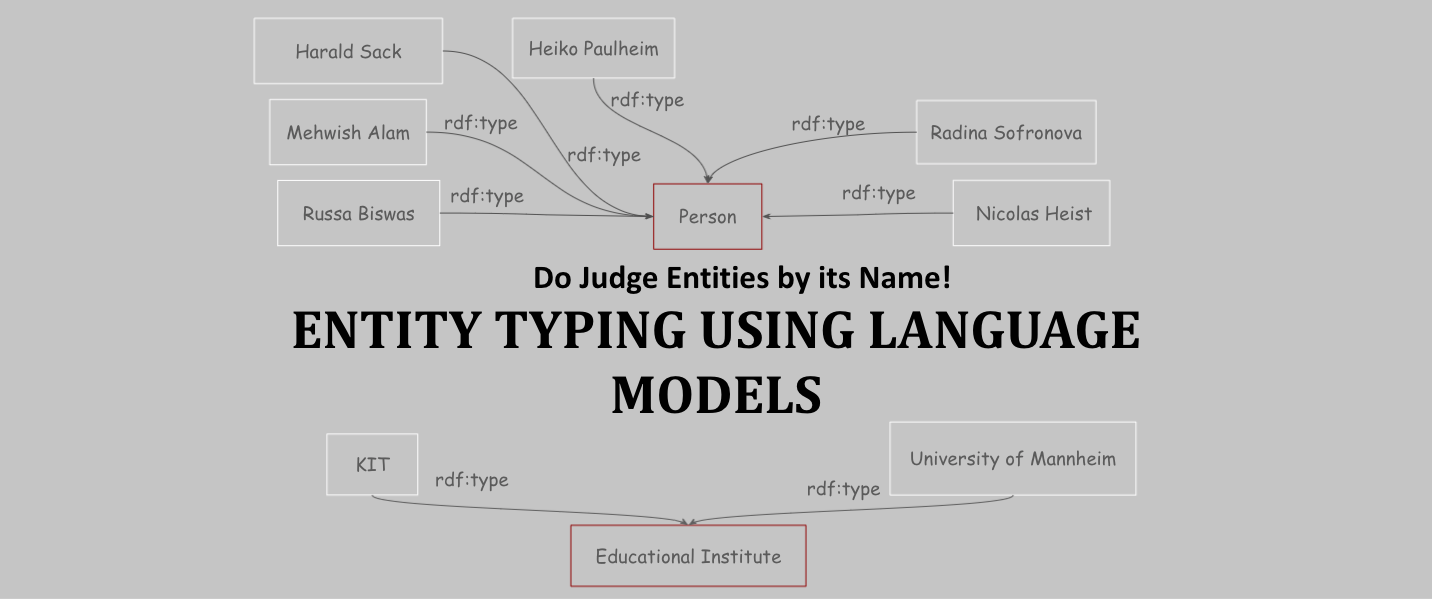 Harald Sack
Heiko Paulheim
rdf:type
Mehwish Alam
rdf:type
rdf:type
Radina Sofronova
rdf:type
Russa Biswas
rdf:type
Person
rdf:type
Nicolas Heist
Do Judge Entities by its Name!
ENTITY TYPING USING LANGUAGE
MODELS
KIT
rdf:type
University of Mannheim
rdf:type
Educational Institute